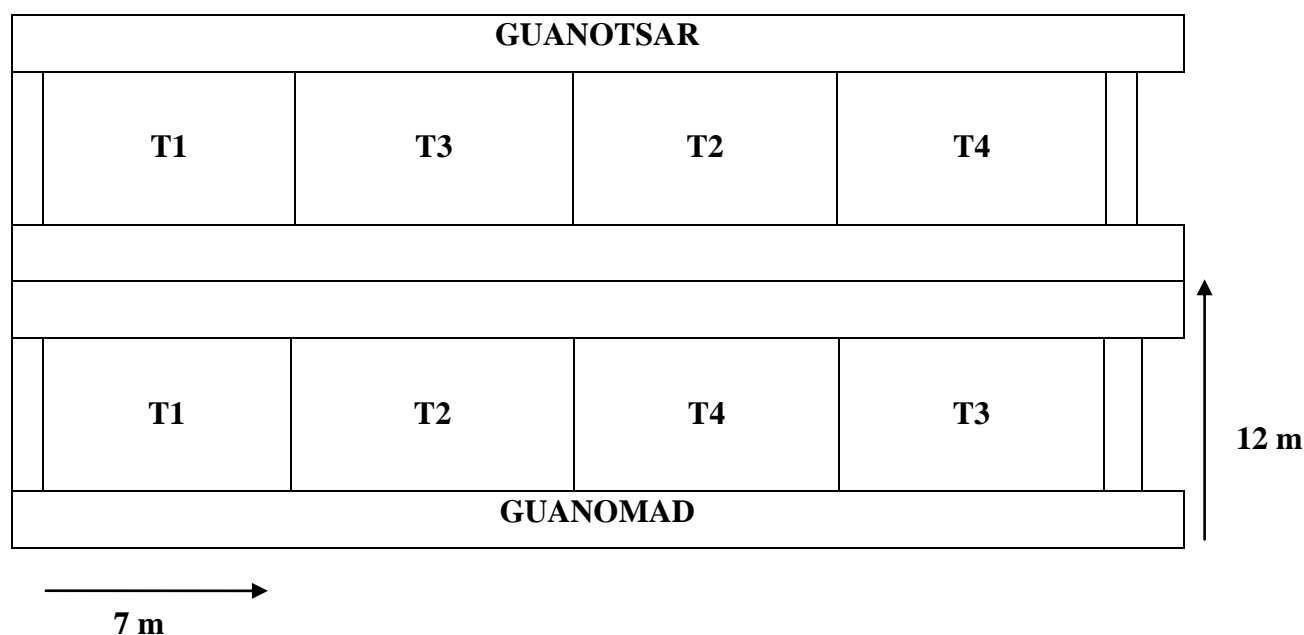 GUANOTSAR
T1 T3 T2 T4
T1 T2 T4 T3
12 m
GUANOMAD
7 m